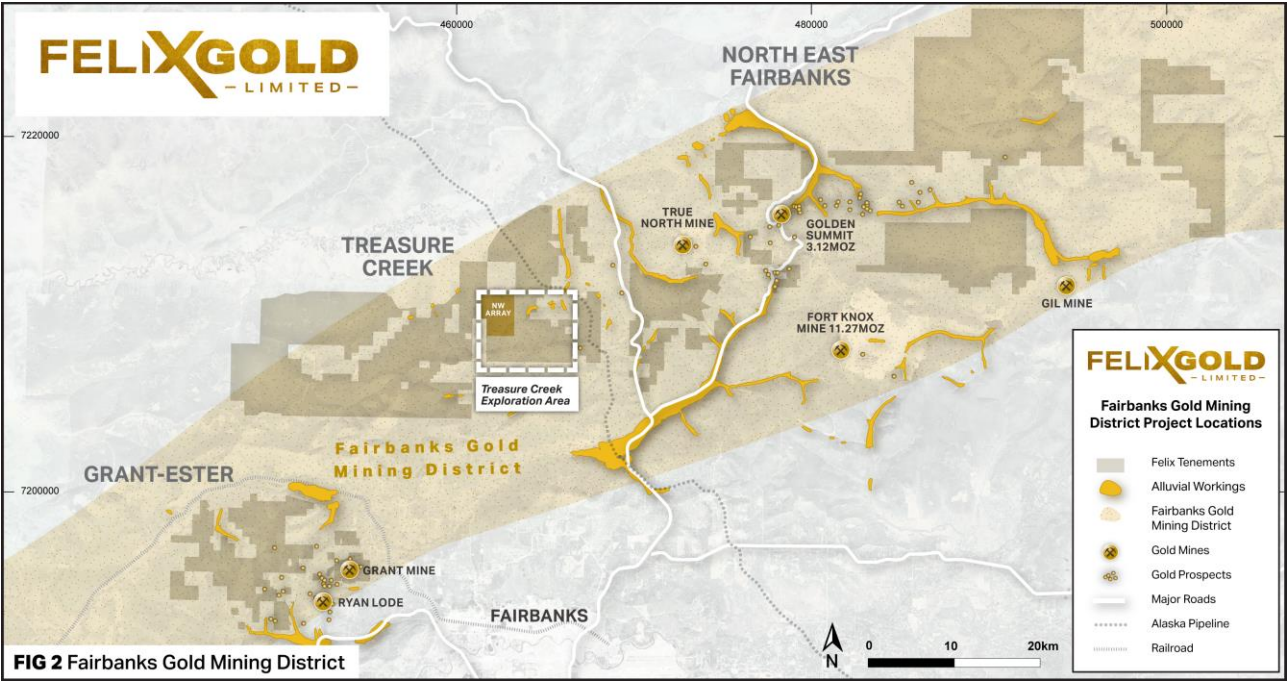 FELIXGOLD
– LIMITED –
460000
480000
500000
7220000
7200000
NORTH EAST
FAIRBANKS
TRUE
NORTH MINE
GOLDEN
SUMMIT
3.12MOZ
TREASURE
CREEK
NW
ARRAY
Treasure Creek
Exploration Area
FORT KNOX
MINE 11.27MOZ
GIL MINE
Fairbanks Gold
Mining District
GRANT-ESTER
GRANT MINE
RYAN LODE
FAIRBANKS
N
0 10 20km
FELIXGOLD
– LIMITED –
Fairbanks Gold Mining
District Project Locations
Felix Tenements
Alluvial Workings
Fairbanks Gold
Mining District
Gold Mines
Gold Prospects
Major Roads
Alaska Pipeline
Railroad
FIG 2 Fairbanks Gold Mining District